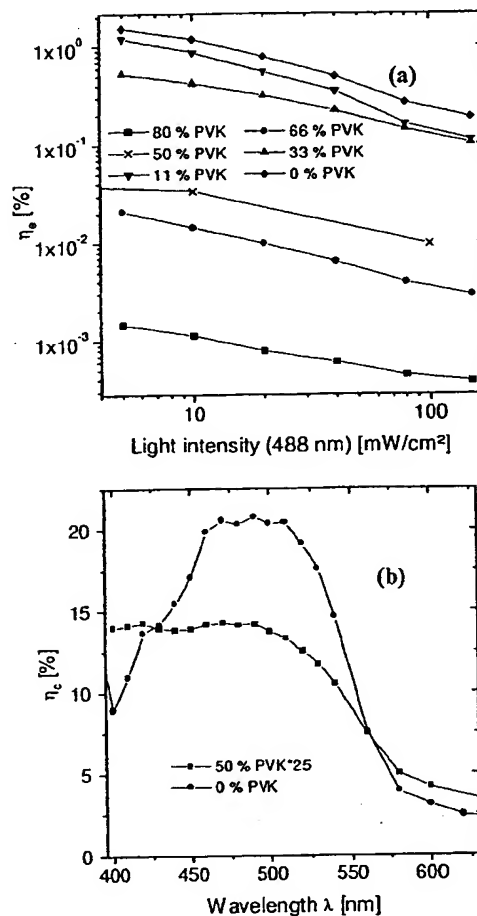 1x10⁰
1x10⁻¹
1x10⁻²
1x10⁻³
ηe [%]
(a)
80 % PVK
66 % PVK
50 % PVK
33 % PVK
11 % PVK
0 % PVK
10
100
Light intensity (488 nm) [mW/cm²]
20
15
10
5
0
ηc [%]
(b)
50 % PVK*25
0 % PVK
400
450
500
550
600
Wavelength λ [nm]